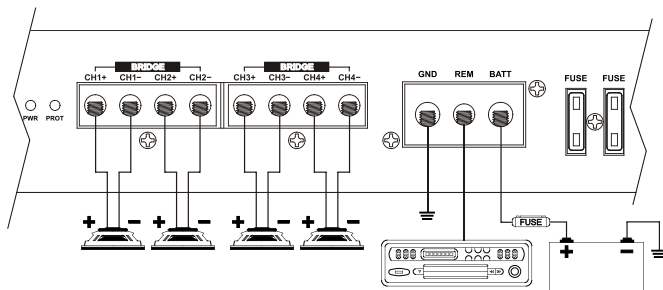 BRIDGE BRIDGE
CH1+ CH1− CH2+ CH2− CH3+ CH3− CH4+ CH4−
GND REM BATT
FUSE FUSE
PWR PROT
+ − + − + − + −
FUSE
+ −